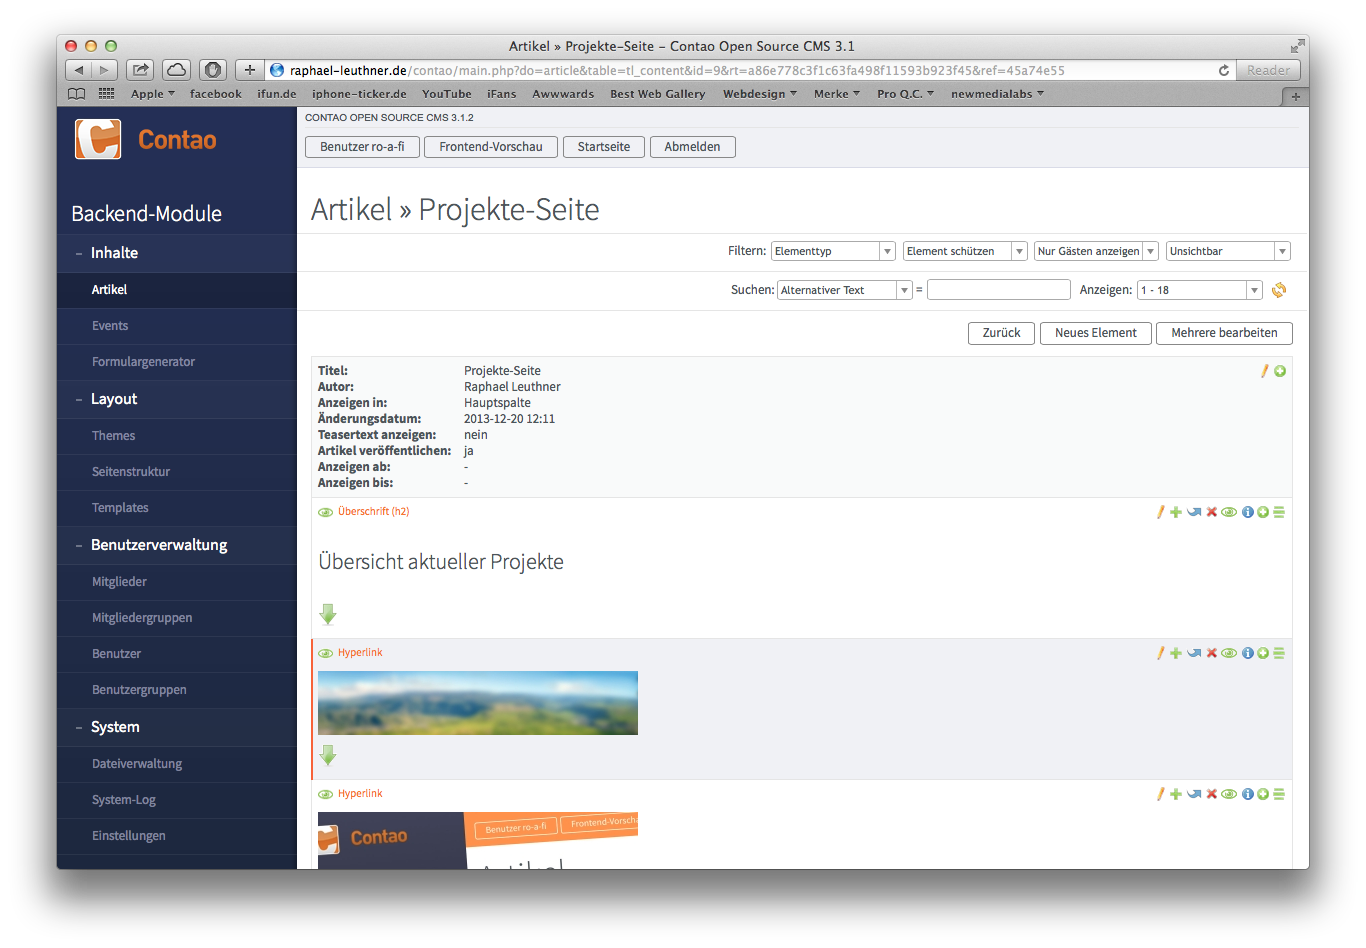 Artikel » Projekte-Seite – Contao Open Source CMS 3.1
raphael-leuthner.de/contao/main.php?do=article&table=tl_content&id=9&rt=a86e778c3f1c63fa498f11593b923f45&ref=45a74e55
Reader
Apple facebook ifun.de iphone-ticker.de YouTube iFans Awwwards Best Web Gallery Webdesign Merke Pro Q.C. newmedialabs
Contao
Backend-Module
– Inhalte
Artikel
Events
Formulargenerator
– Layout
Themes
Seitenstruktur
Templates
– Benutzerverwaltung
Mitglieder
Mitgliedergruppen
Benutzer
Benutzergruppen
– System
Dateiverwaltung
System-Log
Einstellungen
CONTAO OPEN SOURCE CMS 3.1.2
Benutzer ro-a-fi Frontend-Vorschau Startseite Abmelden
Artikel » Projekte-Seite
Filtern: Elementtyp Element schützen Nur Gästen anzeigen Unsichtbar
Suchen: Alternativer Text = Anzeigen: 1 - 18
Zurück Neues Element Mehrere bearbeiten
Titel: Projekte-Seite
Autor: Raphael Leuthner
Anzeigen in: Hauptspalte
Änderungsdatum: 2013-12-20 12:11
Teasertext anzeigen: nein
Artikel veröffentlichen: ja
Anzeigen ab: -
Anzeigen bis: -
Überschrift (h2)
Übersicht aktueller Projekte
Hyperlink
Hyperlink
Contao
Benutzer ro-a-fi Frontend-Vorscha
Artikel